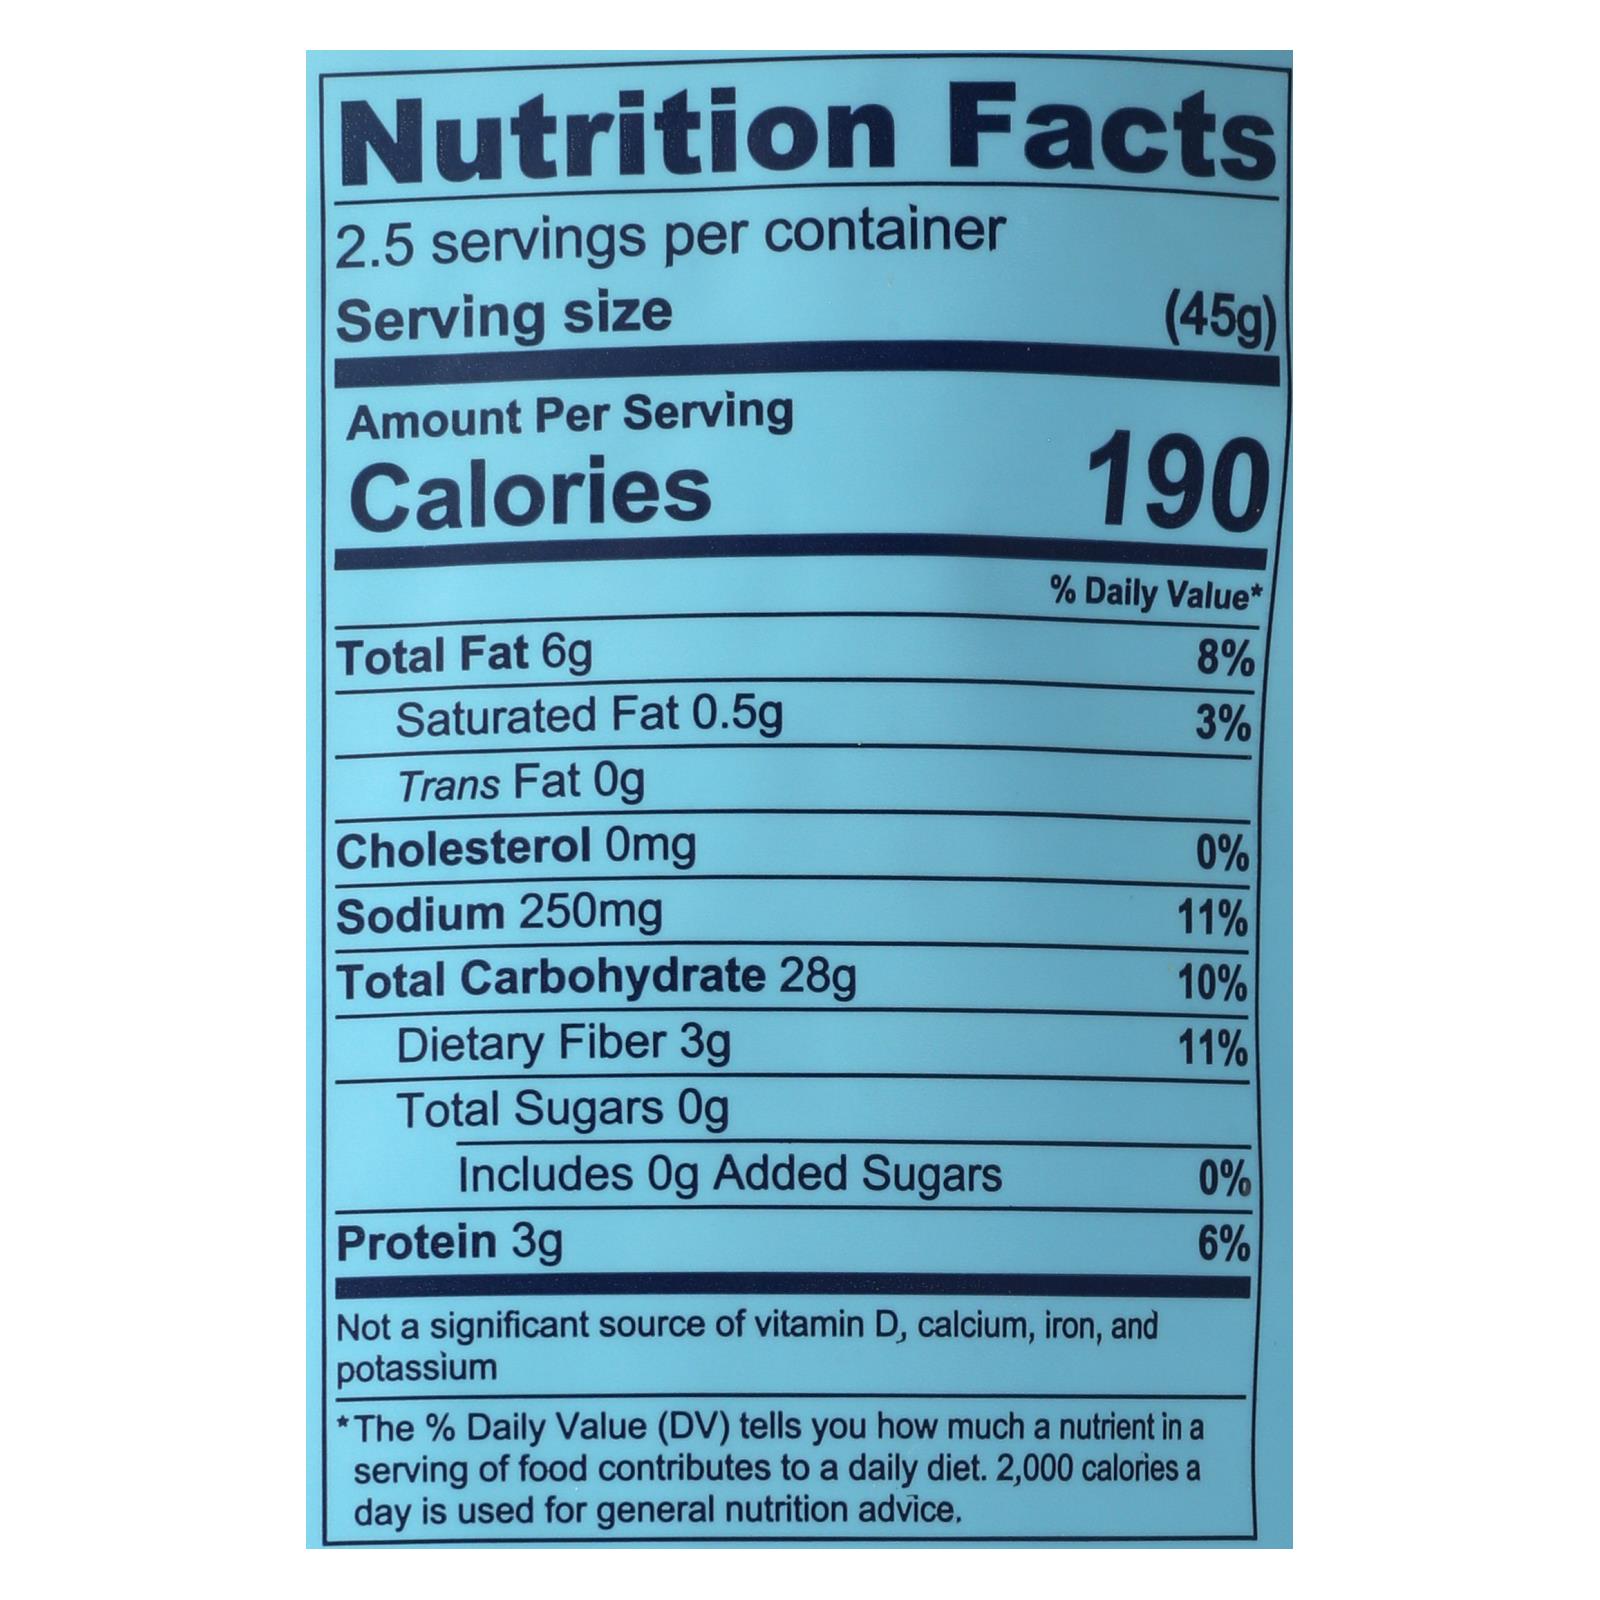 Nutrition Facts
2.5 servings per container
Serving size (45g)
Amount Per Serving
Calories 190
% Daily Value*
Total Fat 6g 8%
Saturated Fat 0.5g 3%
Trans Fat 0g
Cholesterol 0mg 0%
Sodium 250mg 11%
Total Carbohydrate 28g 10%
Dietary Fiber 3g 11%
Total Sugars 0g
Includes 0g Added Sugars 0%
Protein 3g 6%
Not a significant source of vitamin D, calcium, iron, and
potassium
*The % Daily Value (DV) tells you how much a nutrient in a
serving of food contributes to a daily diet. 2,000 calories a
day is used for general nutrition advice.